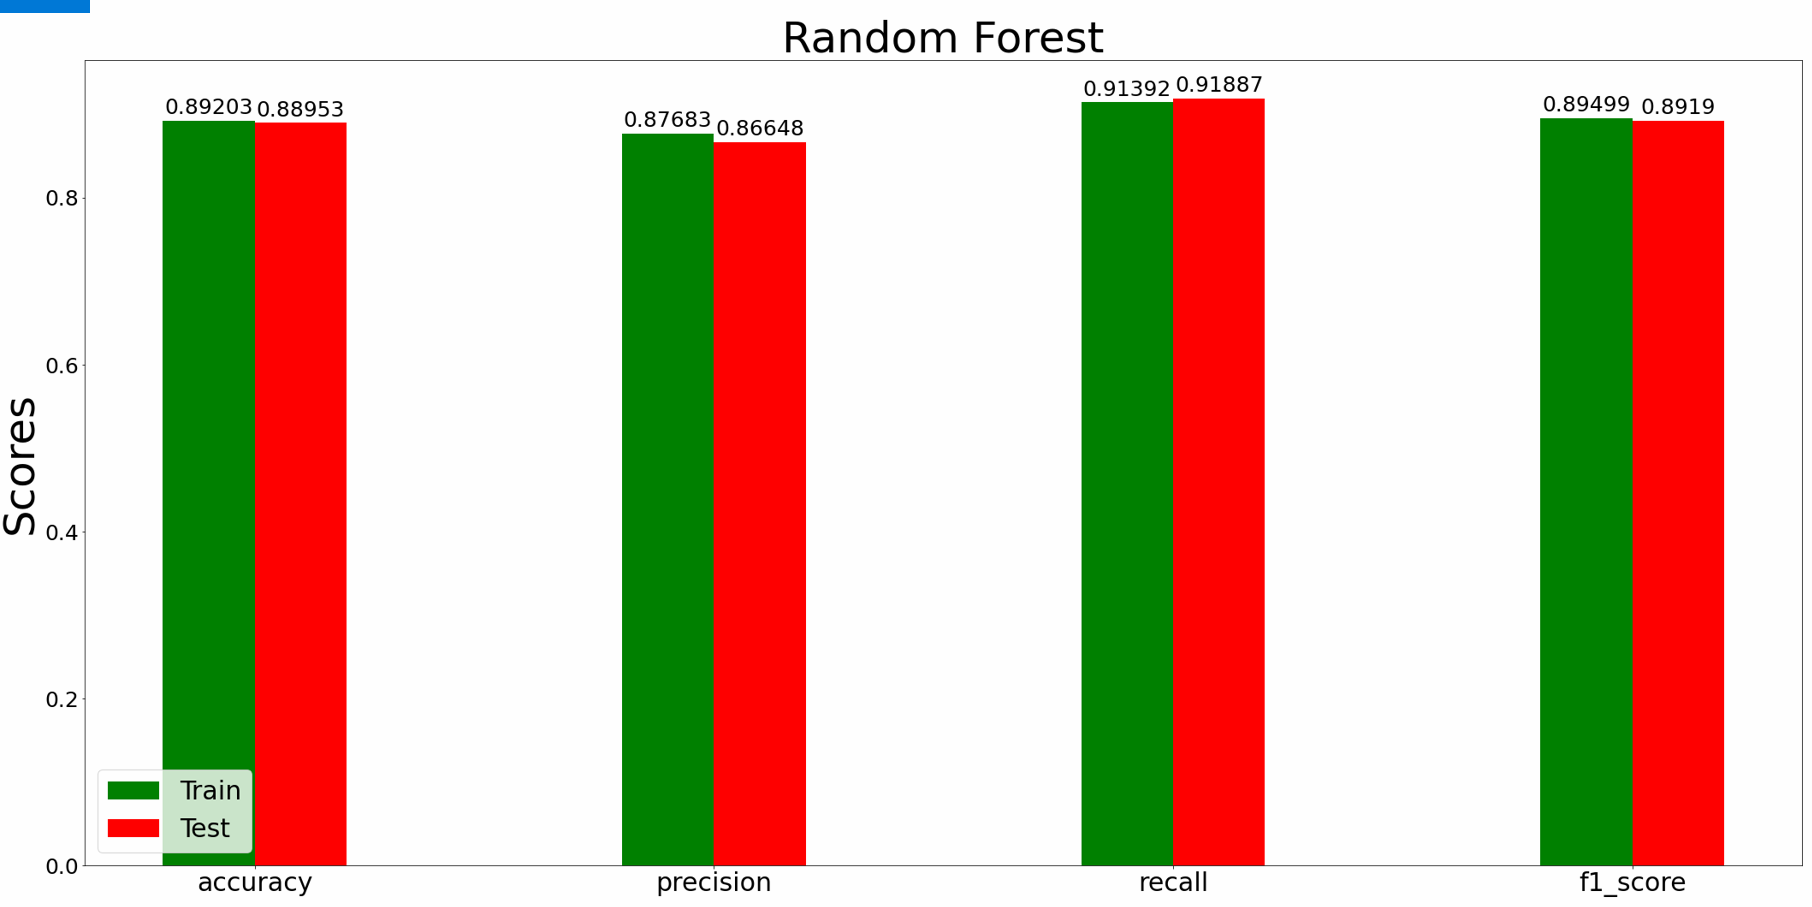 Random Forest
0.89203 0.88953 0.87683 0.86648 0.91392 0.91887 0.89499 0.8919
0.8
0.6
0.4
0.2
0.0
Scores
Train
Test
accuracy precision recall f1_score